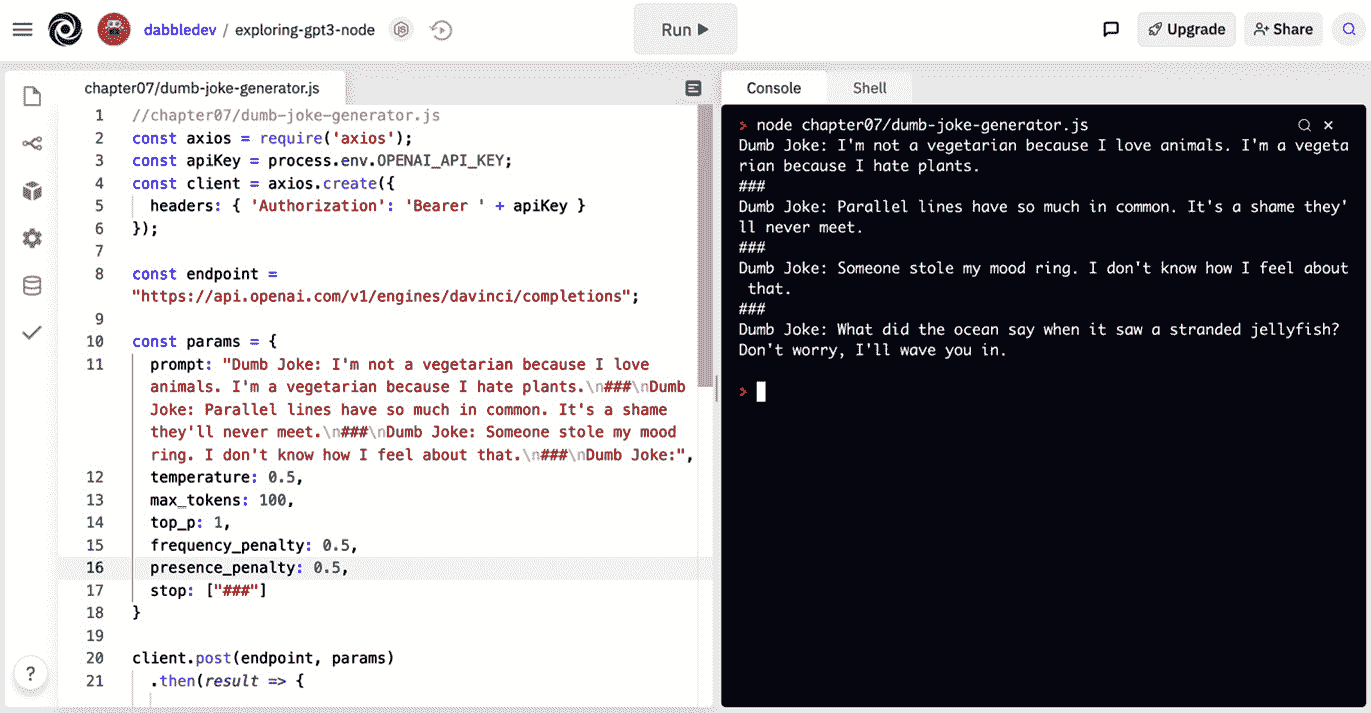 dabbledev / exploring-gpt3-node
Run
Upgrade
Share
chapter07/dumb-joke-generator.js
1 //chapter07/dumb-joke-generator.js
2 const axios = require('axios');
3 const apiKey = process.env.OPENAI_API_KEY;
4 const client = axios.create({
5 headers: { 'Authorization': 'Bearer ' + apiKey }
6 });
7
8 const endpoint =
"https://api.openai.com/v1/engines/davinci/completions";
9
10 const params = {
11 prompt: "Dumb Joke: I'm not a vegetarian because I love
animals. I'm a vegetarian because I hate plants.\n###\nDumb
Joke: Parallel lines have so much in common. It's a shame
they'll never meet.\n###\nDumb Joke: Someone stole my mood
ring. I don't know how I feel about that.\n###\nDumb Joke:",
12 temperature: 0.5,
13 max_tokens: 100,
14 top_p: 1,
15 frequency_penalty: 0.5,
16 presence_penalty: 0.5,
17 stop: ["###"]
18 }
19
20 client.post(endpoint, params)
21 .then(result => {
?
Console
Shell
node chapter07/dumb-joke-generator.js
Dumb Joke: I'm not a vegetarian because I love animals. I'm a vegeta
rian because I hate plants.
###
Dumb Joke: Parallel lines have so much in common. It's a shame they'
ll never meet.
###
Dumb Joke: Someone stole my mood ring. I don't know how I feel about
that.
###
Dumb Joke: What did the ocean say when it saw a stranded jellyfish?
Don't worry, I'll wave you in.